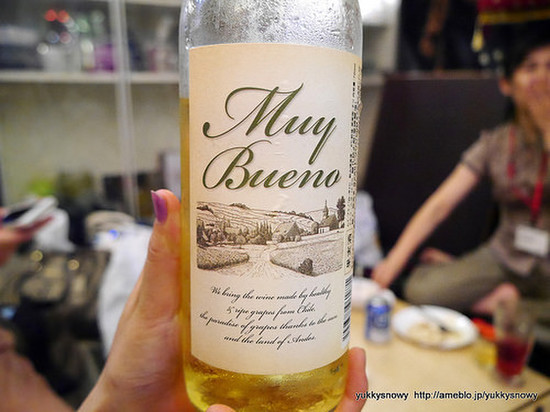 Muy
Bueno
We bring the wine made by healthy
& ripe grapes from Chile,
the paradise of grapes thanks to the sun
and the land of Andes.
yukkysnowy http://ameblo.jp/yukkysnowy